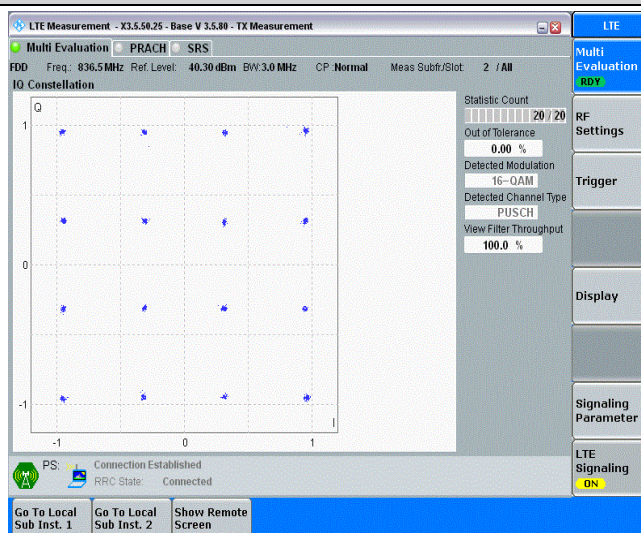 LTE Measurement - X3.5.50.25 - Base V 3.5.80 - TX Measurement
LTE
Multi Evaluation PRACH SRS
FDD Freq.: 836.5 MHz Ref. Level: 40.30 dBm BW: 3.0 MHz CP :Normal Meas Subfr./Slot: 2 / All
IQ Constellation
Q
1
0
-1
-1 0 1
I
Statistic Count
20 / 20
Out of Tolerance
0.00 %
Detected Modulation
16-QAM
Detected Channel Type
PUSCH
View Filter Throughput
100.0 %
Multi
Evaluation
RDY
RF
Settings
Trigger
Display
Signaling
Parameter
LTE
Signaling
ON
PS: Connection Established
RRC State: Connected
Go To Local
Sub Inst. 1
Go To Local
Sub Inst. 2
Show Remote
Screen